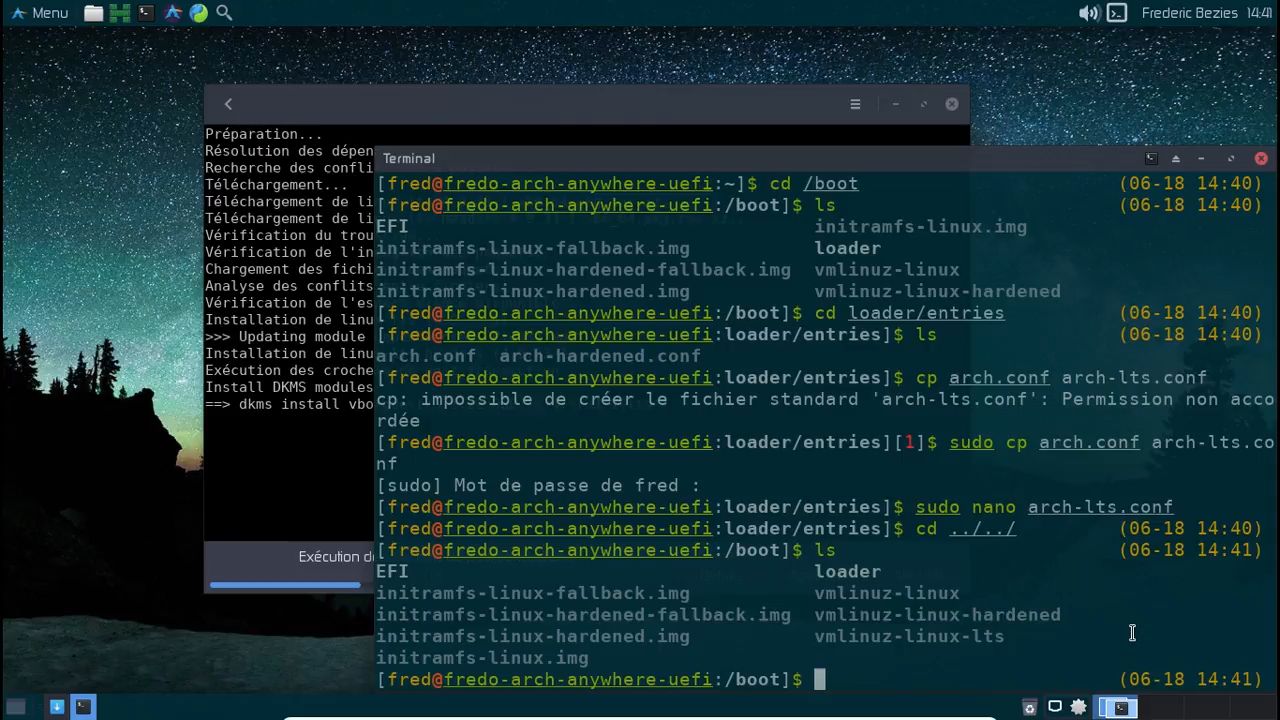 Menu
Frederic Bezies 14:41
Préparation...
Résolution des dépen
Recherche des confli
Téléchargement...
Téléchargement de li
Téléchargement de li
Vérification du trou
Vérification de l'in
Chargement des fichi
Analyse des conflits
Vérification de l'es
Installation de linu
>>> Updating module
Installation de linu
Exécution des croche
Install DKMS modules
==> dkms install vbo
Exécution de
Terminal
[fred@fredo-arch-anywhere-uefi:~]$ cd /boot (06-18 14:40)
[fred@fredo-arch-anywhere-uefi:/boot]$ ls (06-18 14:40)
EFI initramfs-linux.img
initramfs-linux-fallback.img loader
initramfs-linux-hardened-fallback.img vmlinuz-linux
initramfs-linux-hardened.img vmlinuz-linux-hardened
[fred@fredo-arch-anywhere-uefi:/boot]$ cd loader/entries (06-18 14:40)
[fred@fredo-arch-anywhere-uefi:loader/entries]$ ls (06-18 14:40)
arch.conf arch-hardened.conf
[fred@fredo-arch-anywhere-uefi:loader/entries]$ cp arch.conf arch-lts.conf
cp: impossible de créer le fichier standard 'arch-lts.conf': Permission non acco
rdée
[fred@fredo-arch-anywhere-uefi:loader/entries][1]$ sudo cp arch.conf arch-lts.co
nf
[sudo] Mot de passe de fred :
[fred@fredo-arch-anywhere-uefi:loader/entries]$ sudo nano arch-lts.conf
[fred@fredo-arch-anywhere-uefi:loader/entries]$ cd ../../ (06-18 14:40)
[fred@fredo-arch-anywhere-uefi:/boot]$ ls (06-18 14:41)
EFI loader
initramfs-linux-fallback.img vmlinuz-linux
initramfs-linux-hardened-fallback.img vmlinuz-linux-hardened
initramfs-linux-hardened.img vmlinuz-linux-lts
initramfs-linux.img
[fred@fredo-arch-anywhere-uefi:/boot]$ (06-18 14:41)